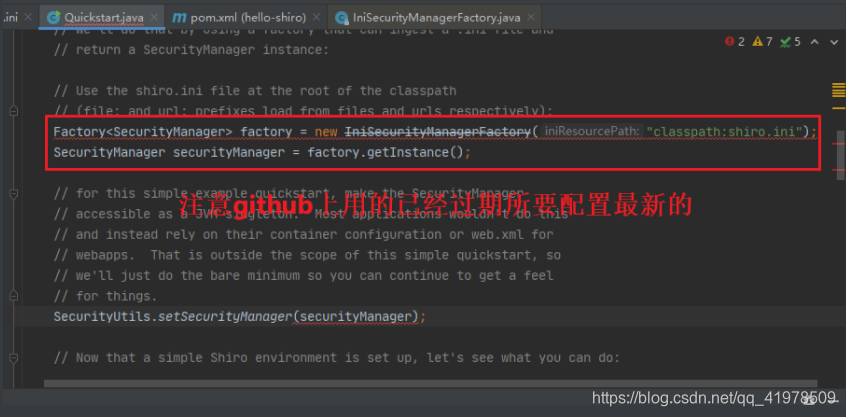 .ini Quickstart.java pom.xml (hello-shiro) IniSecurityManagerFactory.java
// We'll do that by using a factory that can ingest a .ini file and
2 7 5
// return a SecurityManager instance:
// Use the shiro.ini file at the root of the classpath
// (file: and url: prefixes load from files and urls respectively):
Factory<SecurityManager> factory = new IniSecurityManagerFactory( iniResourcePath: "classpath:shiro.ini");
SecurityManager securityManager = factory.getInstance();
// for this simple example quickstart, make the SecurityManager
注意github上用的已经过期所要配置最新的
// accessible as a JVM singleton. Most applications wouldn't do this
// and instead rely on their container configuration or web.xml for
// webapps. That is outside the scope of this simple quickstart, so
// we'll just do the bare minimum so you can continue to get a feel
// for things.
SecurityUtils.setSecurityManager(securityManager);
// Now that a simple Shiro environment is set up, let's see what you can do:
https://blog.csdn.net/qq_41978509